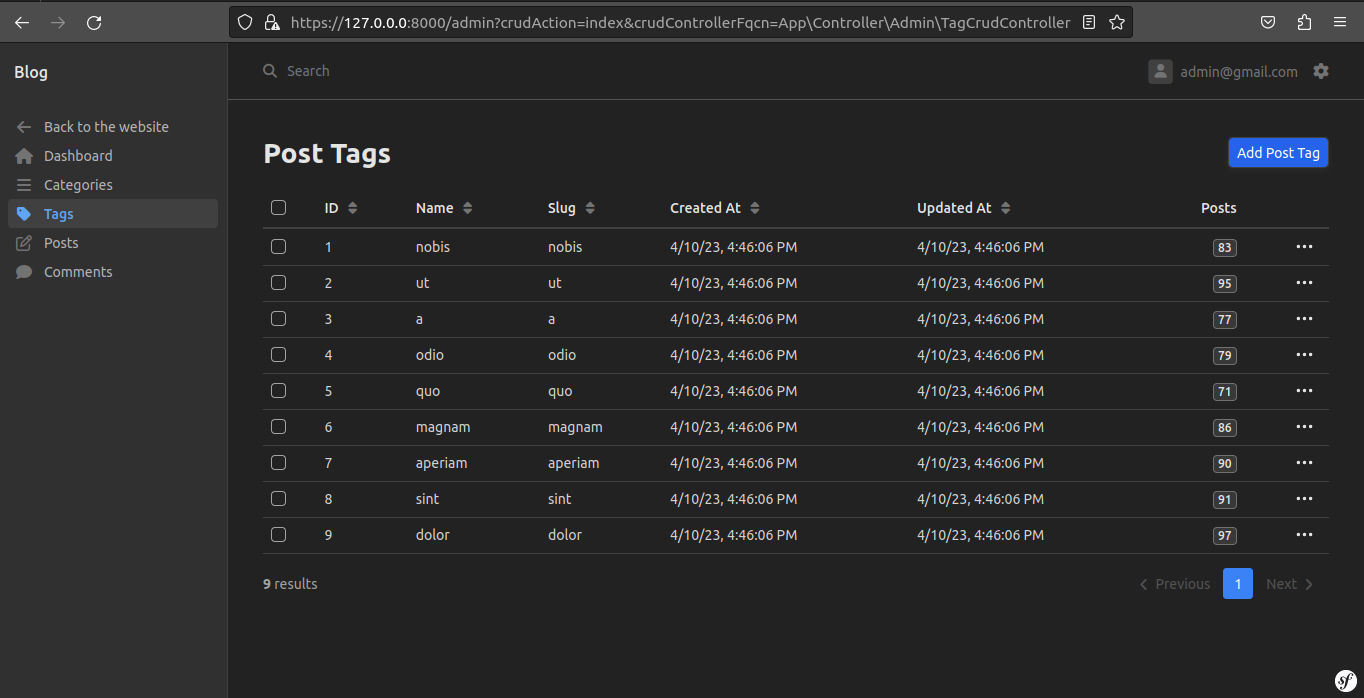 https://127.0.0.0:8000/admin?crudAction=index&crudControllerFqcn=App\Controller\Admin\TagCrudController
Blog
Search
admin@gmail.com
Back to the website
Dashboard
Categories
Tags
Posts
Comments
Post Tags
Add Post Tag
ID Name Slug Created At Updated At Posts
1 nobis nobis 4/10/23, 4:46:06 PM 4/10/23, 4:46:06 PM 83
2 ut ut 4/10/23, 4:46:06 PM 4/10/23, 4:46:06 PM 95
3 a a 4/10/23, 4:46:06 PM 4/10/23, 4:46:06 PM 77
4 odio odio 4/10/23, 4:46:06 PM 4/10/23, 4:46:06 PM 79
5 quo quo 4/10/23, 4:46:06 PM 4/10/23, 4:46:06 PM 71
6 magnam magnam 4/10/23, 4:46:06 PM 4/10/23, 4:46:06 PM 86
7 aperiam aperiam 4/10/23, 4:46:06 PM 4/10/23, 4:46:06 PM 90
8 sint sint 4/10/23, 4:46:06 PM 4/10/23, 4:46:06 PM 91
9 dolor dolor 4/10/23, 4:46:06 PM 4/10/23, 4:46:06 PM 97
9 results
Previous 1 Next
sf